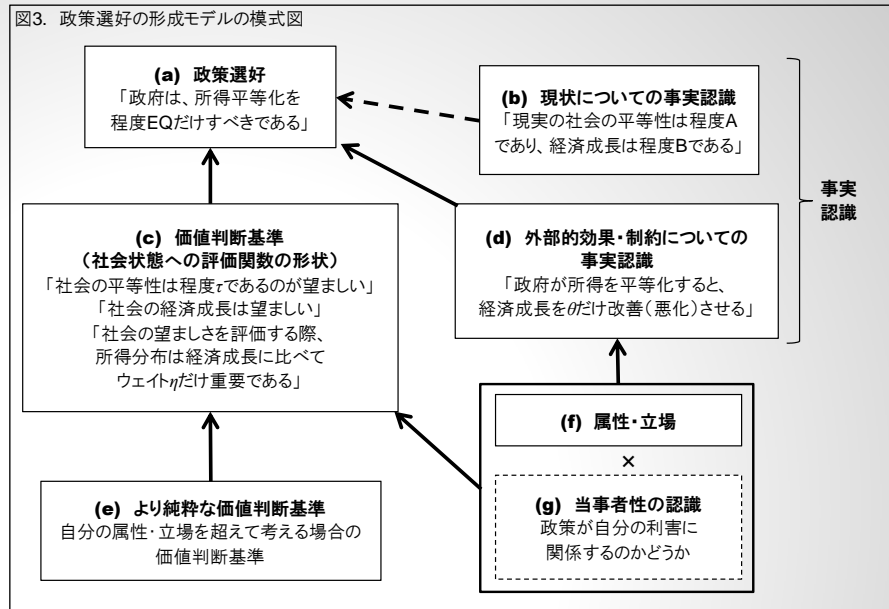 図3. 政策選好の形成モデルの模式図
(a) 政策選好
「政府は、所得平等化を
程度EQだけすべきである」
(b) 現状についての事実認識
「現実の社会の平等性は程度A
であり、経済成長は程度Bである」
事実
認識
(c) 価値判断基準
(社会状態への評価関数の形状)
「社会の平等性は程度τであるのが望ましい」
「社会の経済成長は望ましい」
「社会の望ましさを評価する際、
所得分布は経済成長に比べて
ウェイトηだけ重要である」
(d) 外部的効果・制約についての
事実認識
「政府が所得を平等化すると、
経済成長をθだけ改善(悪化)させる」
(e) より純粋な価値判断基準
自分の属性・立場を超えて考える場合の
価値判断基準
(f) 属性・立場
×
(g) 当事者性の認識
政策が自分の利害に
関係するのかどうか